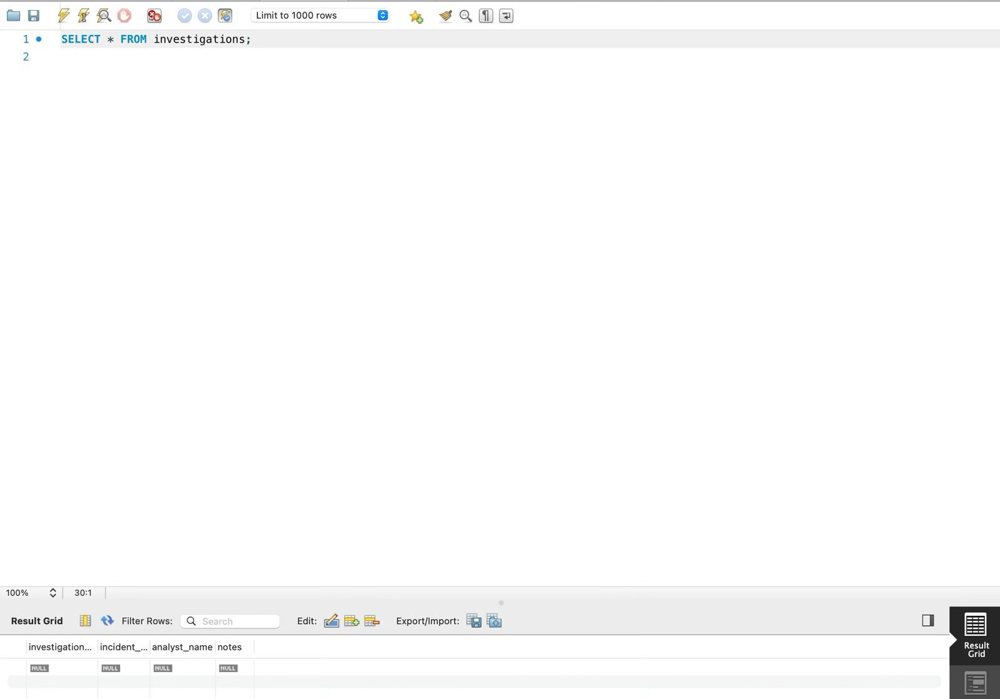 Limit to 1000 rows
1 SELECT * FROM investigations;
2
100% 30:1
Result Grid Filter Rows: Search Edit: Export/Import:
investigation... incident_... analyst_name notes
NULL NULL NULL NULL
Result
Grid